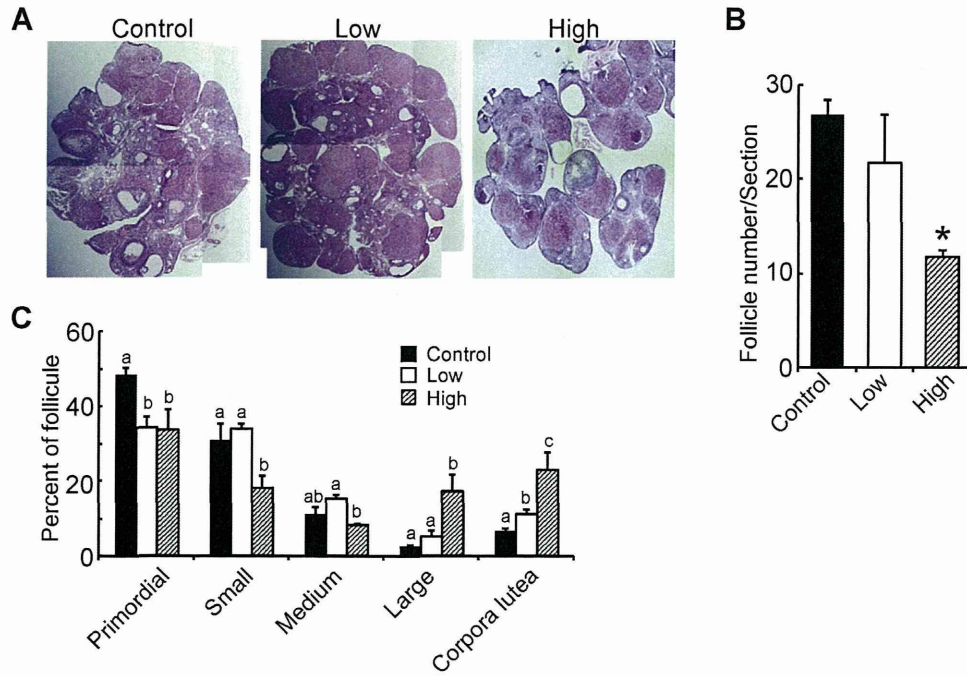 A
Control
Low
High
B
Follicle number/Section
30
20
10
0
*
Control
Low
High
C
Percent of follicule
60
40
20
0
Control
Low
High
a
b
b
a
a
b
ab
a
b
a
a
b
a
b
c
Primordial
Small
Medium
Large
Corpora lutea